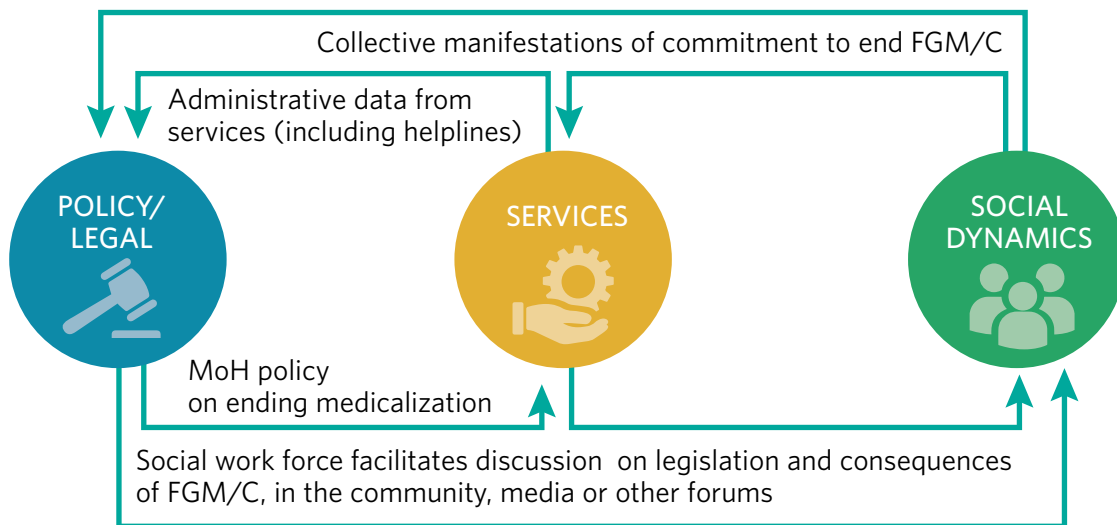 Collective manifestations of commitment to end FGM/C
Administrative data from
services (including helplines)
POLICY/
LEGAL
SERVICES
SOCIAL
DYNAMICS
MoH policy
on ending medicalization
Social work force facilitates discussion on legislation and consequences
of FGM/C, in the community, media or other forums